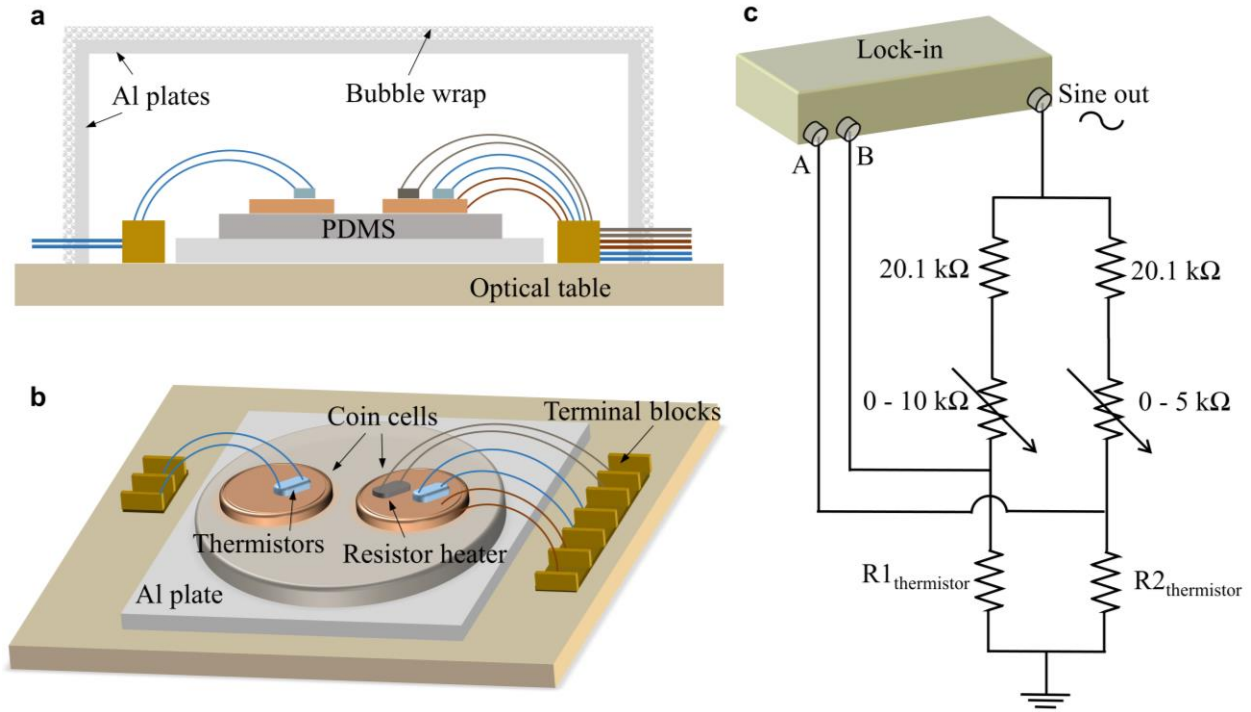 a
Al plates
Bubble wrap
PDMS
Optical table
b
Coin cells
Terminal blocks
Thermistors
Resistor heater
Al plate
c
Lock-in
Sine out
A
B
20.1 kΩ
20.1 kΩ
0 - 10 kΩ
0 - 5 kΩ
R1thermistor
R2thermistor